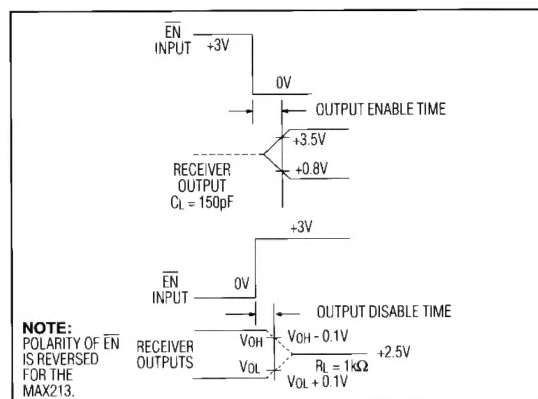 EN
INPUT +3V
0V
OUTPUT ENABLE TIME
+3.5V
RECEIVER
OUTPUT
CL = 150pF
+0.8V
+3V
EN
INPUT
0V
OUTPUT DISABLE TIME
NOTE:
POLARITY OF EN
IS REVERSED
FOR THE
MAX213.
RECEIVER
OUTPUTS
VOH
VOH - 0.1V
+2.5V
RL = 1kΩ
VOL
VOL + 0.1V